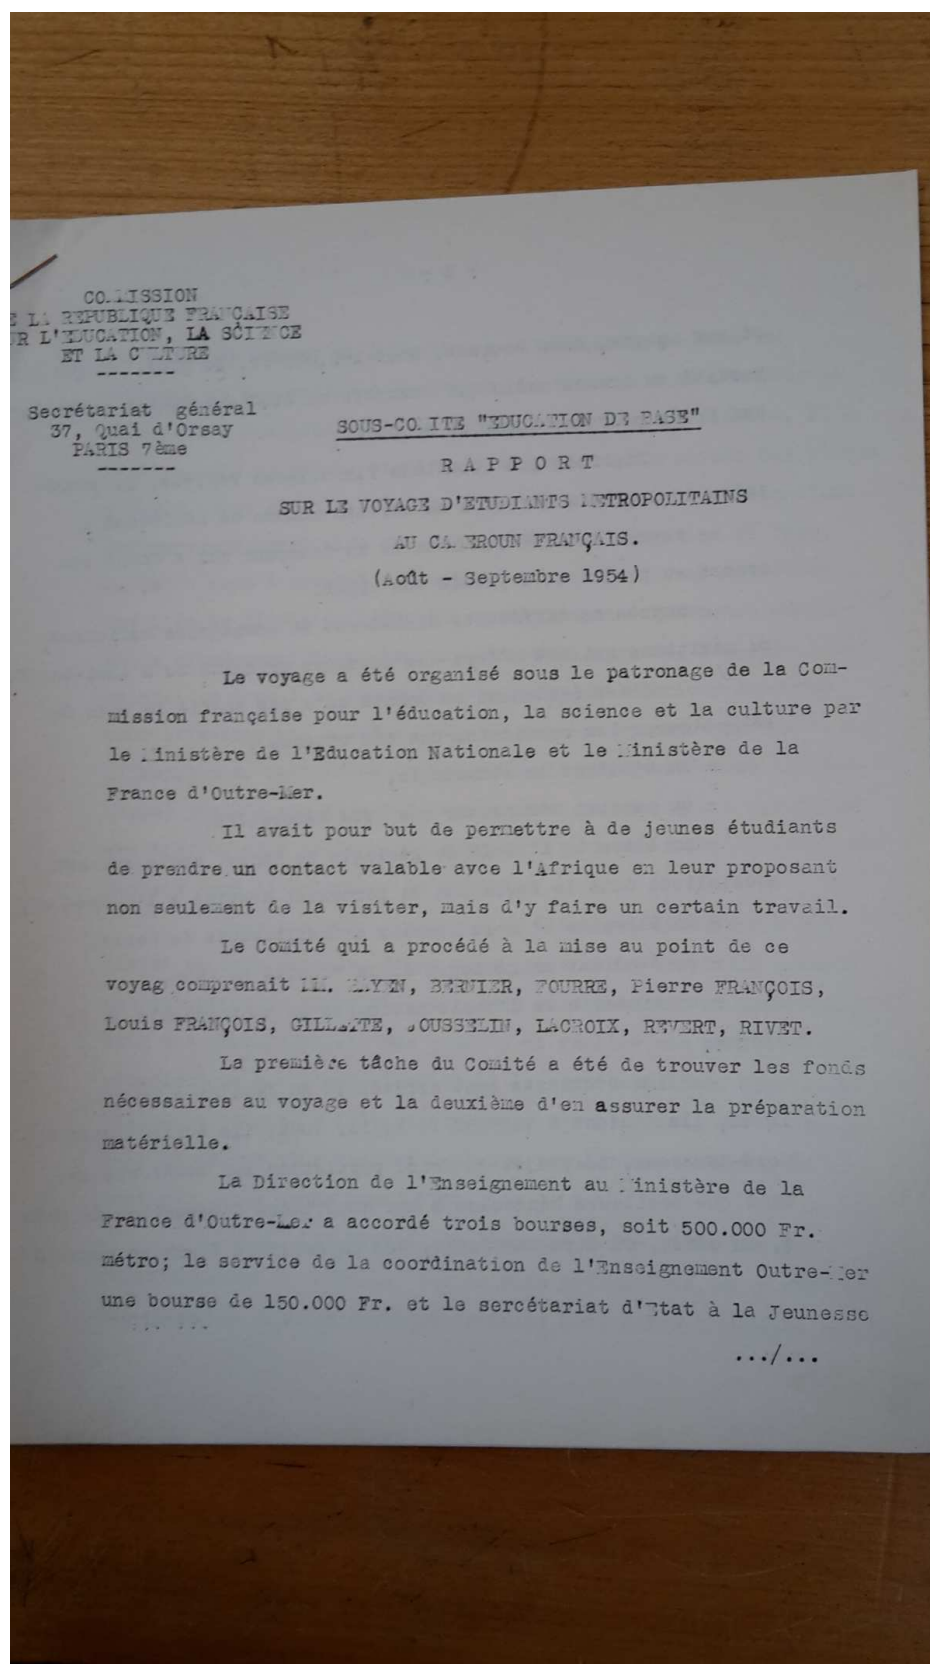 COMMISSION
DE LA REPUBLIQUE FRANÇAISE
POUR L'EDUCATION, LA SCIENCE
ET LA CULTURE
-------
Secrétariat général
37, Quai d'Orsay
PARIS 7ème
-------
SOUS-COMITE "EDUCATION DE BASE"
R A P P O R T
SUR LE VOYAGE D'ETUDIANTS METROPOLITAINS
AU CAMEROUN FRANÇAIS.
(Août - Septembre 1954)
Le voyage a été organisé sous le patronage de la Com-
mission française pour l'éducation, la science et la culture par
le Ministère de l'Education Nationale et le Ministère de la
France d'Outre-Mer.
Il avait pour but de permettre à de jeunes étudiants
de prendre un contact valable avce l'Afrique en leur proposant
non seulement de la visiter, mais d'y faire un certain travail.
Le Comité qui a procédé à la mise au point de ce
voyag comprenait MM. BERNIER, FOURRE, Pierre FRANÇOIS,
Louis FRANÇOIS, JOUSSELIN, LACROIX, REVERT, RIVET.
La première tâche du Comité a été de trouver les fonds
nécessaires au voyage et la deuxième d'en assurer la préparation
matérielle.
La Direction de l'Enseignement au Ministère de la
France d'Outre-Mer a accordé trois bourses, soit 500.000 Fr.
métro; le service de la coordination de l'Enseignement Outre-Mer
une bourse de 150.000 Fr. et le sercétariat d'Etat à la Jeunesse
.../...